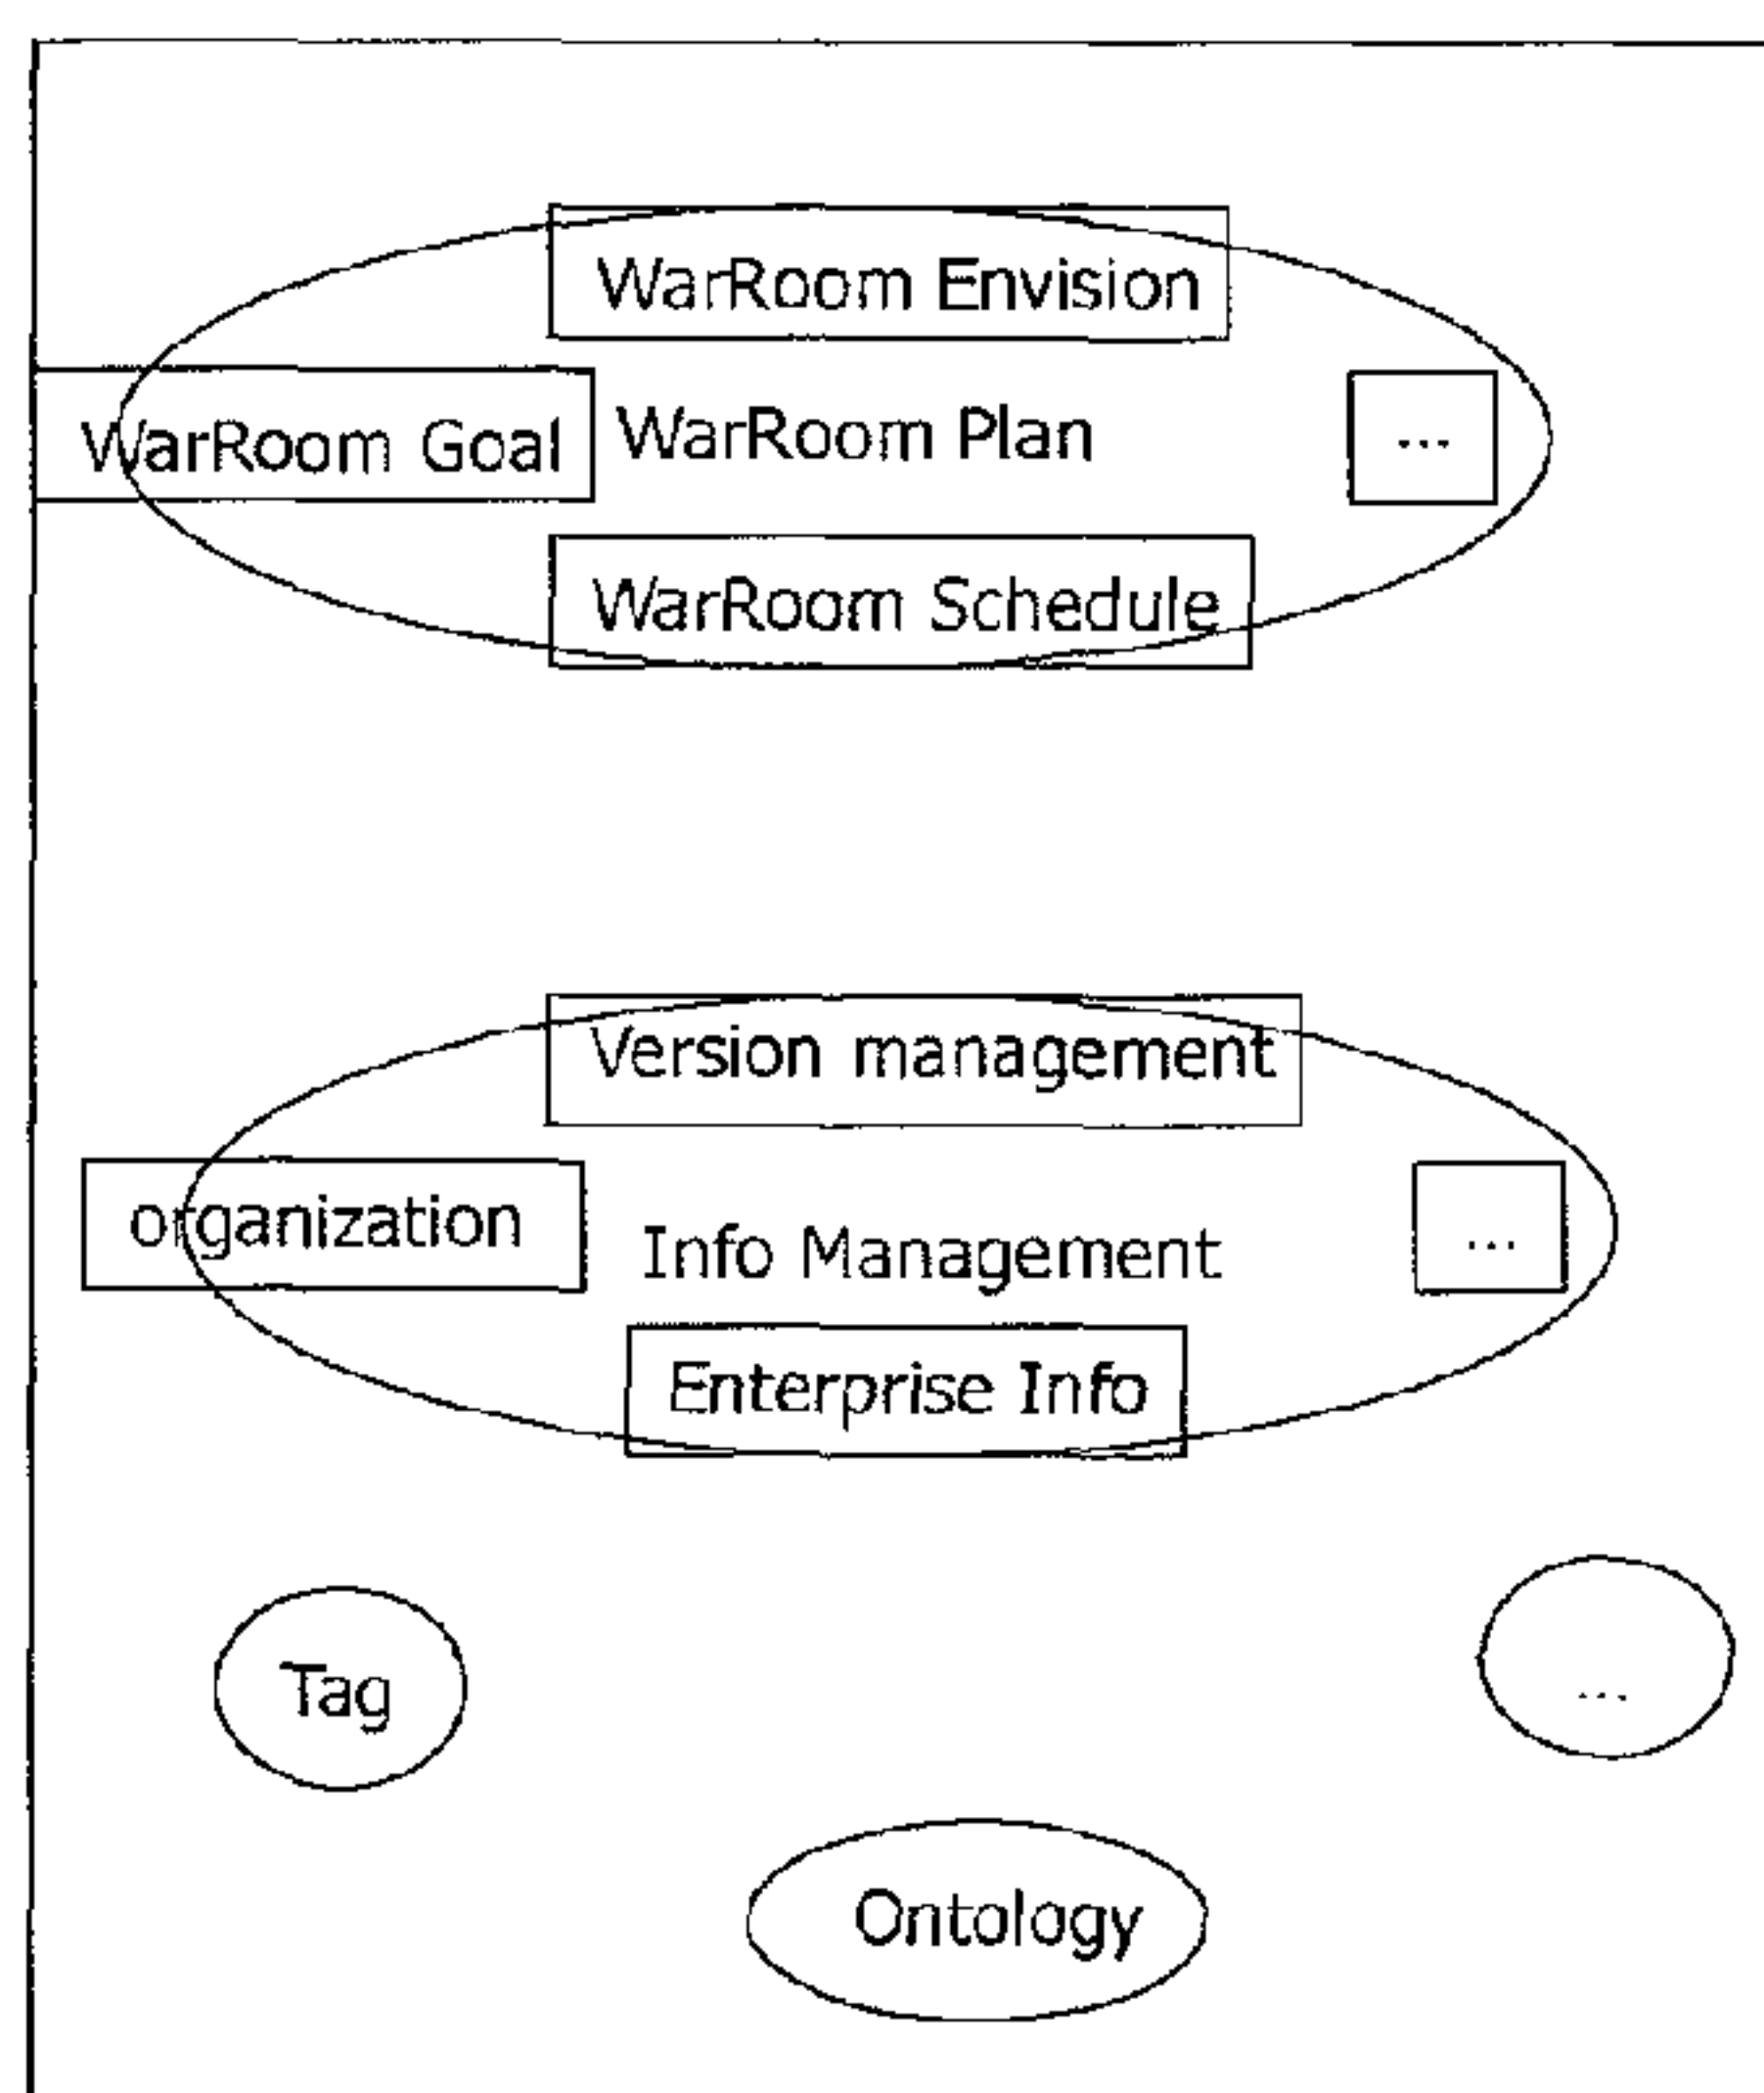 WarRoom Envision
WarRoom Goal
WarRoom Plan
...
WarRoom Schedule
Version management
organization
Info Management
...
Enterprise Info
Tag
...
Ontology